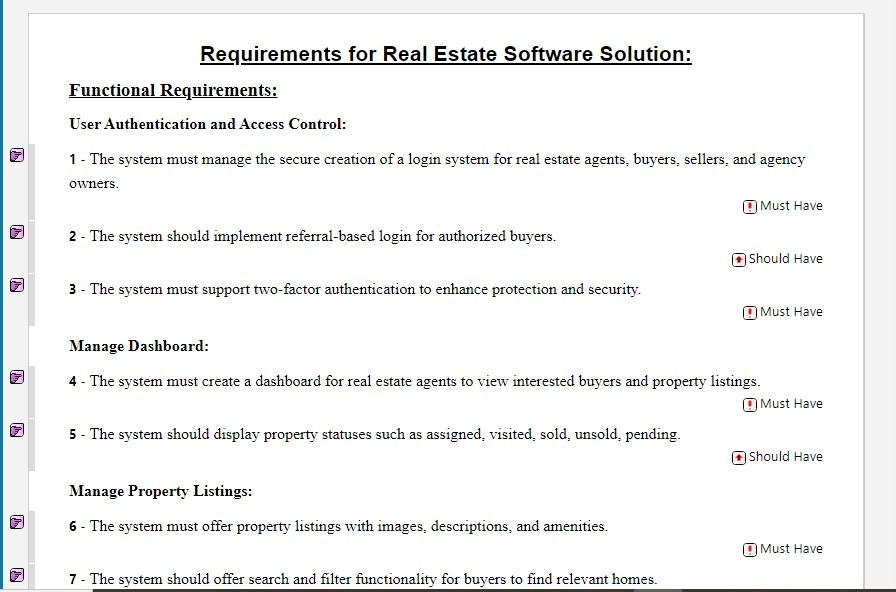 Requirements for Real Estate Software Solution:
Functional Requirements:
User Authentication and Access Control:
1 - The system must manage the secure creation of a login system for real estate agents, buyers, sellers, and agency
owners.
Must Have
2 - The system should implement referral-based login for authorized buyers.
Should Have
3 - The system must support two-factor authentication to enhance protection and security.
Must Have
Manage Dashboard:
4 - The system must create a dashboard for real estate agents to view interested buyers and property listings.
Must Have
5 - The system should display property statuses such as assigned, visited, sold, unsold, pending.
Should Have
Manage Property Listings:
6 - The system must offer property listings with images, descriptions, and amenities.
Must Have
7 - The system should offer search and filter functionality for buyers to find relevant homes.